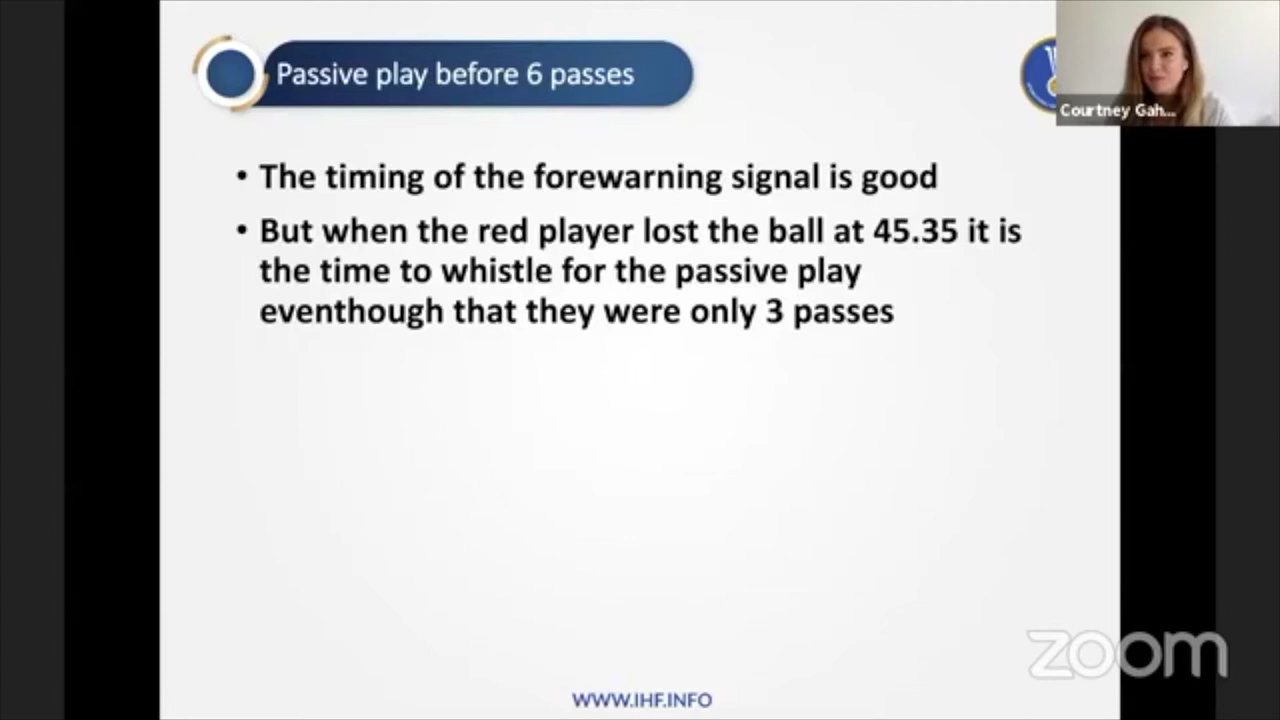 Passive play before 6 passes
Courtney Gah...
• The timing of the forewarning signal is good
• But when the red player lost the ball at 45.35 it is
the time to whistle for the passive play
eventhough that they were only 3 passes
zoom
WWW.IHF.INFO